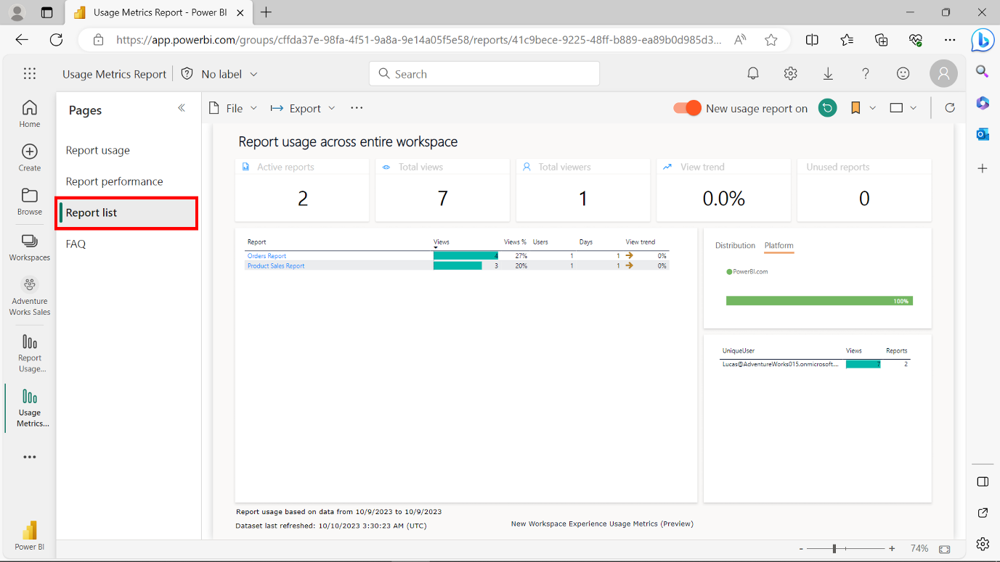 Usage Metrics Report - Power BI
https://app.powerbi.com/groups/cffda37e-98fa-4f51-9a8a-9e14a05f5e58/reports/41c9bece-9225-48ff-b889-ea89b0d985d3...
Usage Metrics Report
No label
Search
Home
Create
Browse
Workspaces
Adventure
Works Sales
Report
Usage...
Usage
Metrics...
Power BI
Pages
Report usage
Report performance
Report list
FAQ
File
Export
New usage report on
Report usage across entire workspace
Active reports
2
Total views
7
Total viewers
1
View trend
0.0%
Unused reports
0
Report Views Views % Users Days View trend
Orders Report 4 27% 1 1 0%
Product Sales Report 3 20% 1 1 0%
Distribution Platform
PowerBI.com
100%
UniqueUser Views Reports
Lucas@AdventureWorks015.onmicrosoft.... 7 2
Report usage based on data from 10/9/2023 to 10/9/2023
Dataset last refreshed: 10/10/2023 3:30:23 AM (UTC)
New Workspace Experience Usage Metrics (Preview)
- + 74%